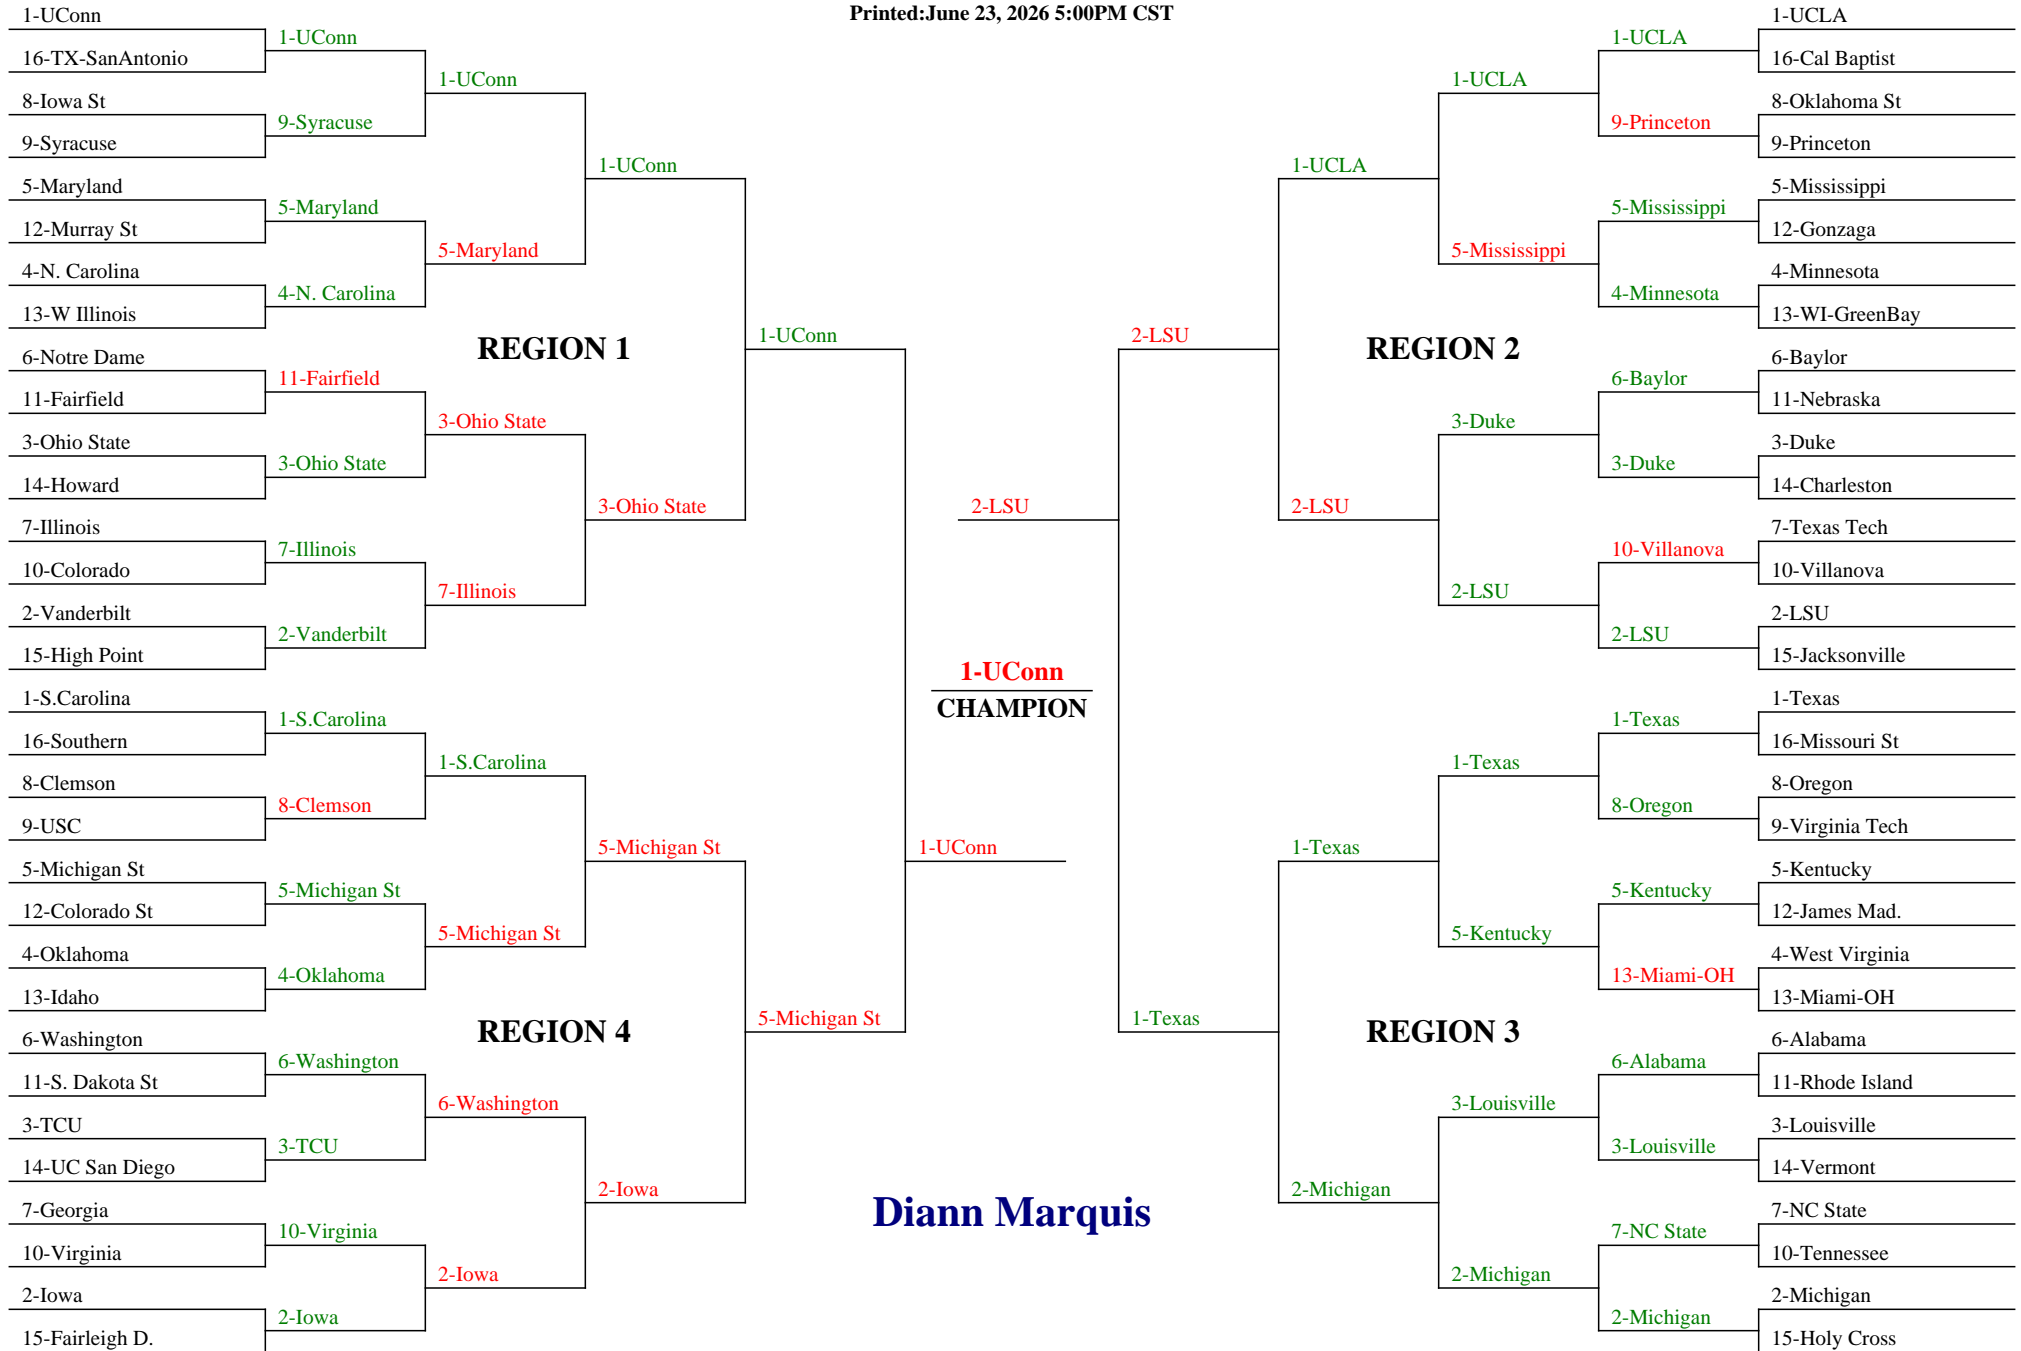 Printed:June 23, 2026 5:00PM CST
1-UConn
16-TX-SanAntonio
8-Iowa St
9-Syracuse
5-Maryland
12-Murray St
4-N. Carolina
13-W Illinois
6-Notre Dame
11-Fairfield
3-Ohio State
14-Howard
7-Illinois
10-Colorado
2-Vanderbilt
15-High Point
1-S.Carolina
16-Southern
8-Clemson
9-USC
5-Michigan St
12-Colorado St
4-Oklahoma
13-Idaho
6-Washington
11-S. Dakota St
3-TCU
14-UC San Diego
7-Georgia
10-Virginia
2-Iowa
15-Fairleigh D.
1-UConn
9-Syracuse
5-Maryland
4-N. Carolina
11-Fairfield
3-Ohio State
7-Illinois
2-Vanderbilt
1-S.Carolina
8-Clemson
5-Michigan St
4-Oklahoma
6-Washington
3-TCU
10-Virginia
2-Iowa
1-UConn
5-Maryland
3-Ohio State
7-Illinois
1-S.Carolina
5-Michigan St
6-Washington
2-Iowa
REGION 1
REGION 4
1-UConn
3-Ohio State
5-Michigan St
2-Iowa
1-UConn
5-Michigan St
1-UConn
1-UConn
CHAMPION
Diann Marquis
2-LSU
2-LSU
1-Texas
1-UCLA
2-LSU
1-Texas
2-Michigan
REGION 2
REGION 3
1-UCLA
5-Mississippi
3-Duke
2-LSU
1-Texas
5-Kentucky
3-Louisville
2-Michigan
1-UCLA
9-Princeton
5-Mississippi
4-Minnesota
6-Baylor
3-Duke
10-Villanova
2-LSU
1-Texas
8-Oregon
5-Kentucky
13-Miami-OH
6-Alabama
3-Louisville
7-NC State
2-Michigan
1-UCLA
16-Cal Baptist
8-Oklahoma St
9-Princeton
5-Mississippi
12-Gonzaga
4-Minnesota
13-WI-GreenBay
6-Baylor
11-Nebraska
3-Duke
14-Charleston
7-Texas Tech
10-Villanova
2-LSU
15-Jacksonville
1-Texas
16-Missouri St
8-Oregon
9-Virginia Tech
5-Kentucky
12-James Mad.
4-West Virginia
13-Miami-OH
6-Alabama
11-Rhode Island
3-Louisville
14-Vermont
7-NC State
10-Tennessee
2-Michigan
15-Holy Cross